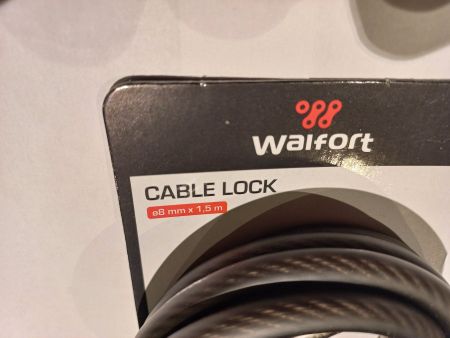 Walfort
CABLE LOCK
ø8 mm x 1,5 m